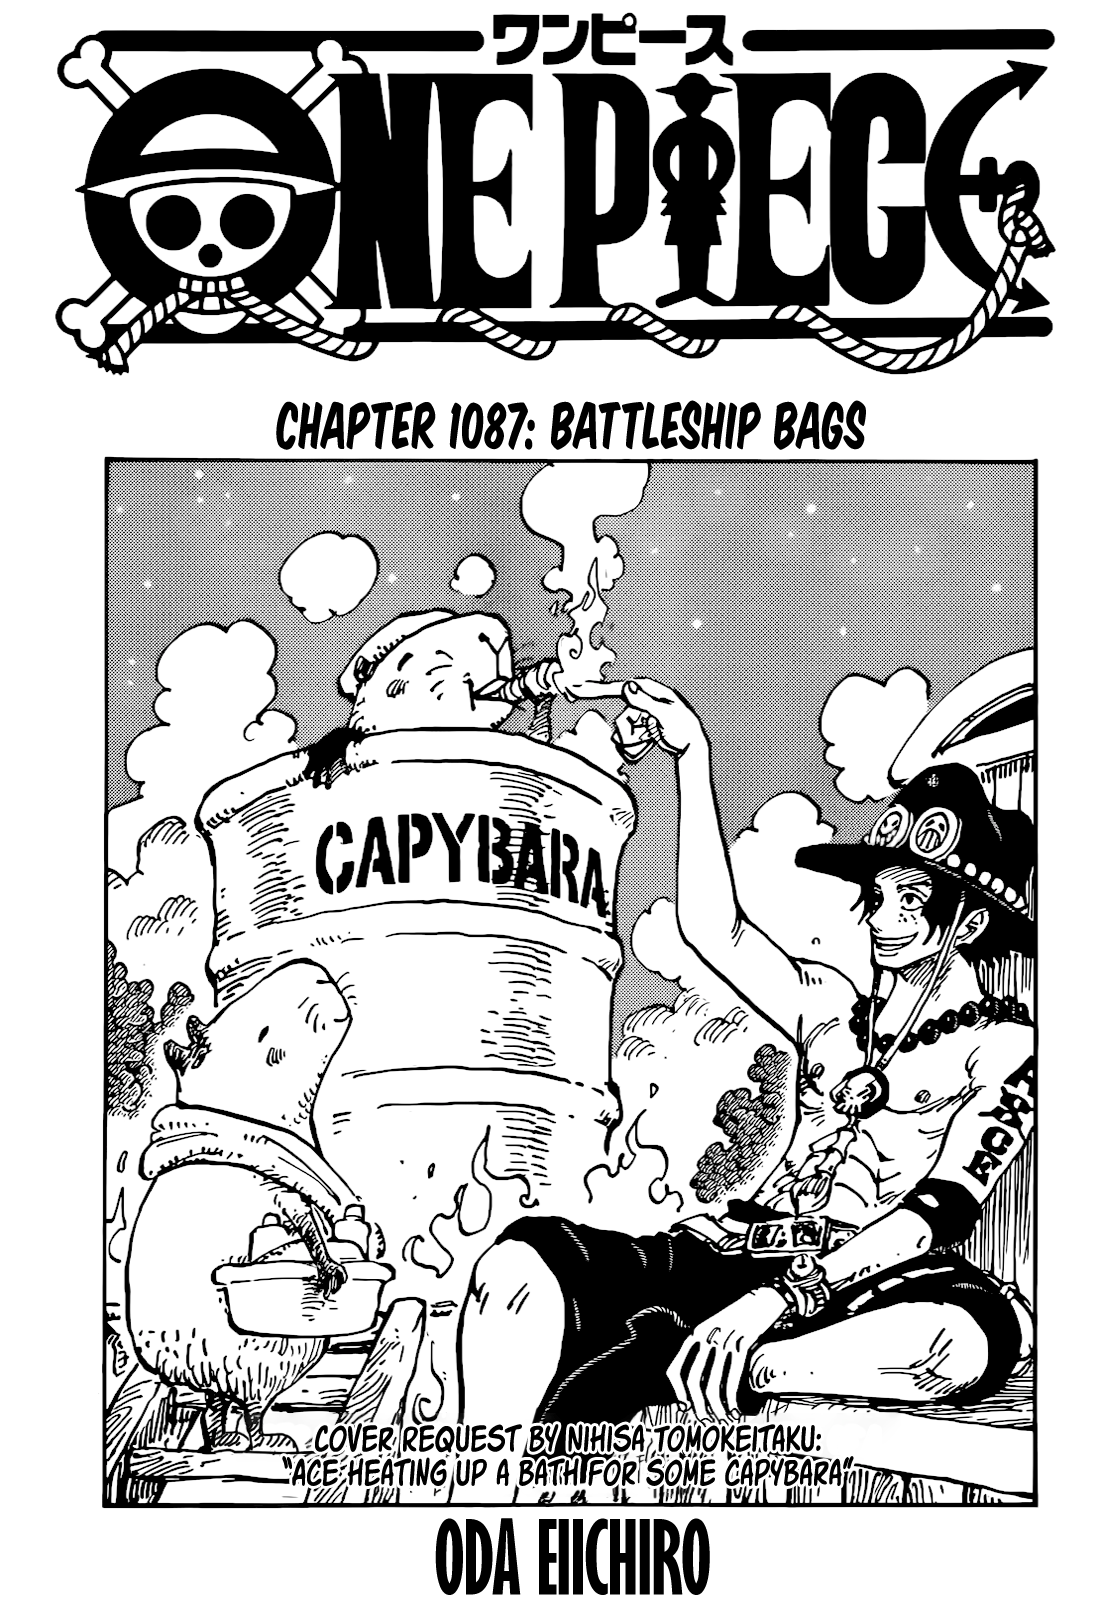 ワンピース
ONE PIECE
CHAPTER 1087: BATTLESHIP BAGS
CAPYBARA
ASCE
COVER REQUEST BY NIHISA TOMOKEITAKU:
"ACE HEATING UP A BATH FOR SOME CAPYBARA"
ODA EIICHIRO